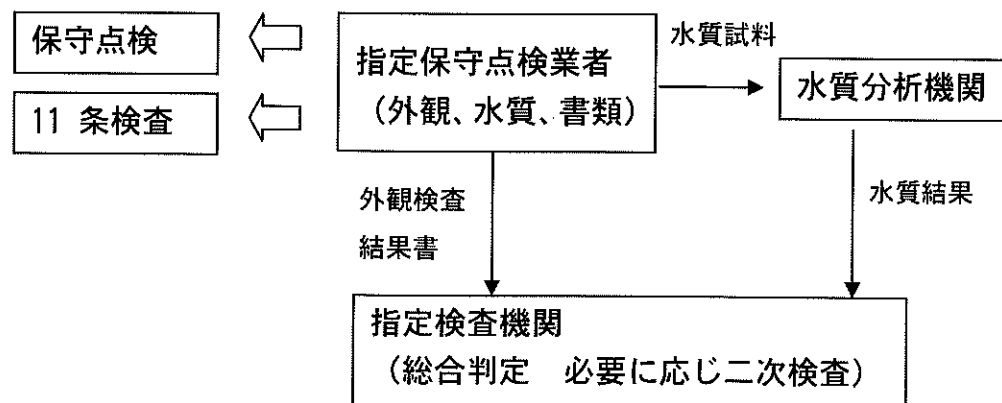 保守点検
11 条検査
指定保守点検業者
（外観、水質、書類）
水質試料
水質分析機関
外観検査
結果書
水質結果
指定検査機関
（総合判定　必要に応じ二次検査）